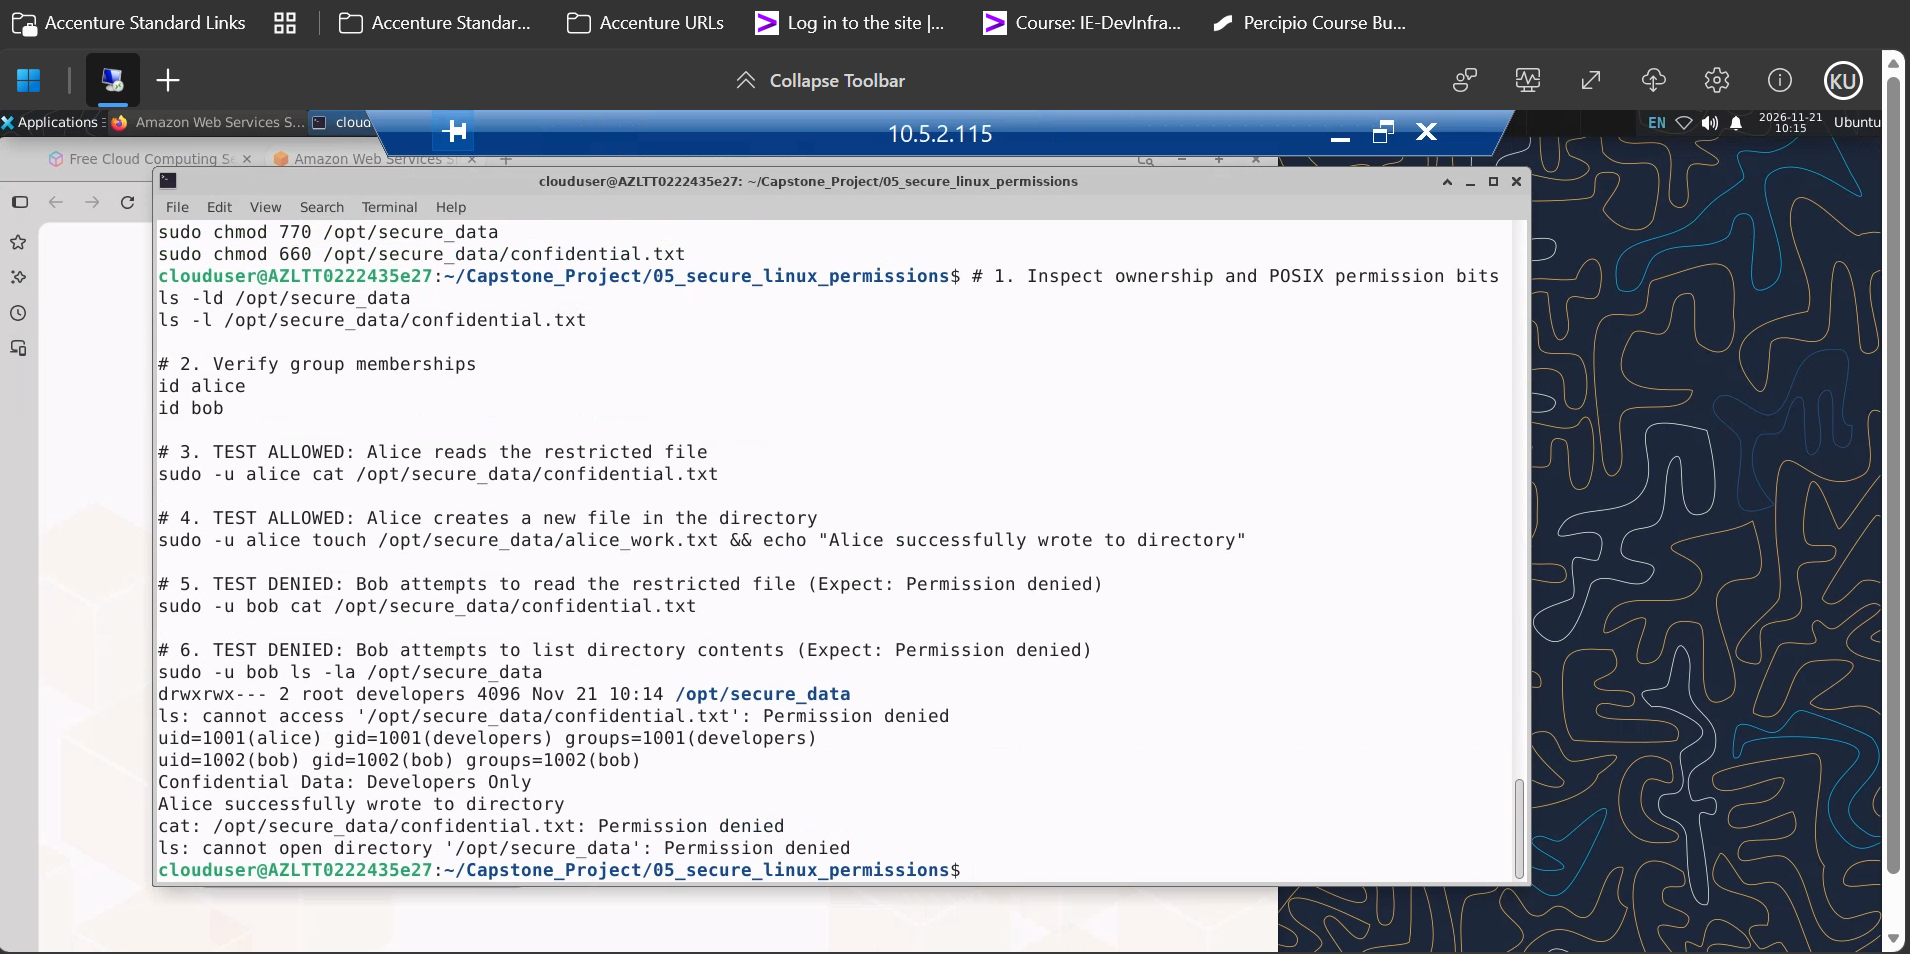 Accenture Standard Links
Accenture Standar...
Accenture URLs
Log in to the site |...
Course: IE-DevInfra...
Percipio Course Bu...
Collapse Toolbar
KU
Applications
Amazon Web Services S...
cloud
10.5.2.115
EN
2026-11-21
10:15
Ubuntu
Free Cloud Computing Se
Amazon Web Services S
clouduser@AZLTT0222435e27: ~/Capstone_Project/05_secure_linux_permissions
File Edit View Search Terminal Help
sudo chmod 770 /opt/secure_data
sudo chmod 660 /opt/secure_data/confidential.txt
clouduser@AZLTT0222435e27:~/Capstone_Project/05_secure_linux_permissions$ # 1. Inspect ownership and POSIX permission bits
ls -ld /opt/secure_data
ls -l /opt/secure_data/confidential.txt
# 2. Verify group memberships
id alice
id bob
# 3. TEST ALLOWED: Alice reads the restricted file
sudo -u alice cat /opt/secure_data/confidential.txt
# 4. TEST ALLOWED: Alice creates a new file in the directory
sudo -u alice touch /opt/secure_data/alice_work.txt && echo "Alice successfully wrote to directory"
# 5. TEST DENIED: Bob attempts to read the restricted file (Expect: Permission denied)
sudo -u bob cat /opt/secure_data/confidential.txt
# 6. TEST DENIED: Bob attempts to list directory contents (Expect: Permission denied)
sudo -u bob ls -la /opt/secure_data
drwxrwx--- 2 root developers 4096 Nov 21 10:14 /opt/secure_data
ls: cannot access '/opt/secure_data/confidential.txt': Permission denied
uid=1001(alice) gid=1001(developers) groups=1001(developers)
uid=1002(bob) gid=1002(bob) groups=1002(bob)
Confidential Data: Developers Only
Alice successfully wrote to directory
cat: /opt/secure_data/confidential.txt: Permission denied
ls: cannot open directory '/opt/secure_data': Permission denied
clouduser@AZLTT0222435e27:~/Capstone_Project/05_secure_linux_permissions$